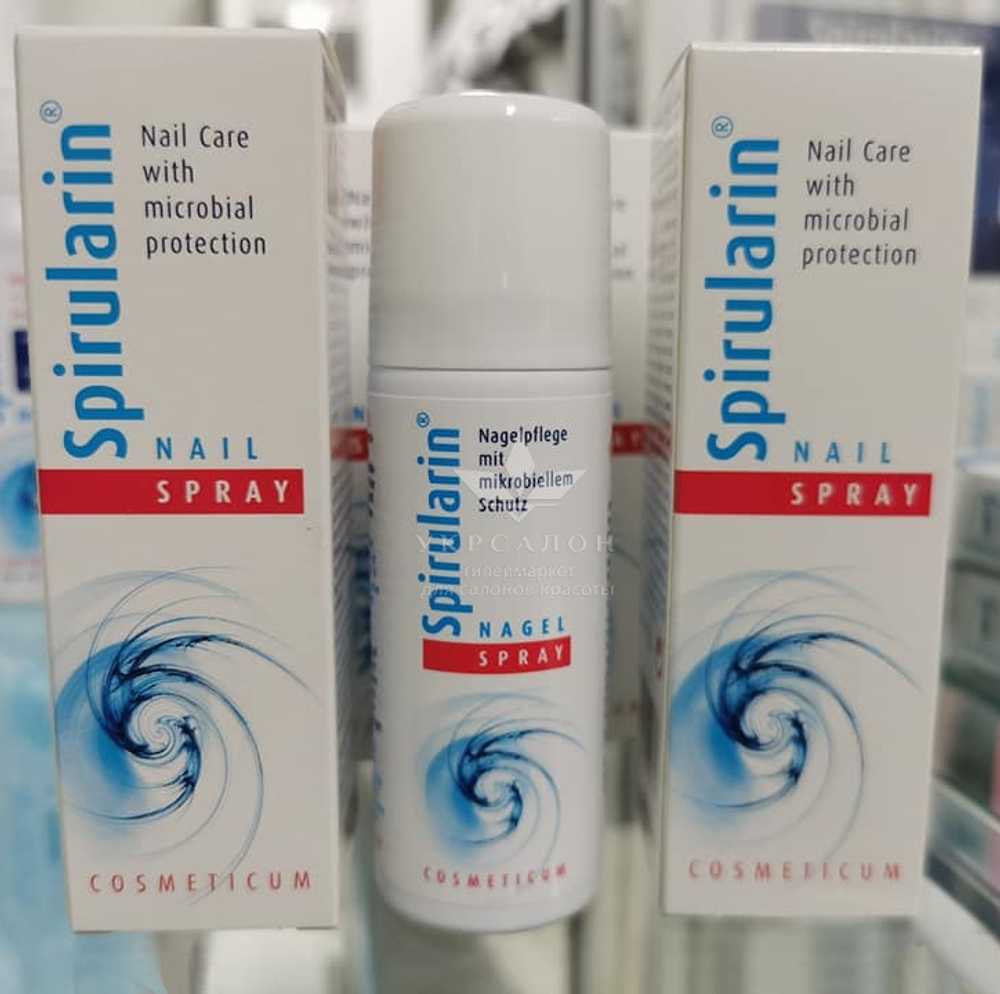 Spirularin®
Nail Care
with
microbial
protection
NAIL
SPRAY
COSMETICUM
Spirularin®
Nagelpflege
mit
mikrobiellem
Schutz
NAGEL
SPRAY
COSMETICUM
УКРСАЛОН
гипермаркет
для салонов красоты
Spirularin®
Nail Care
with
microbial
protection
NAIL
SPRAY
COSMETICUM